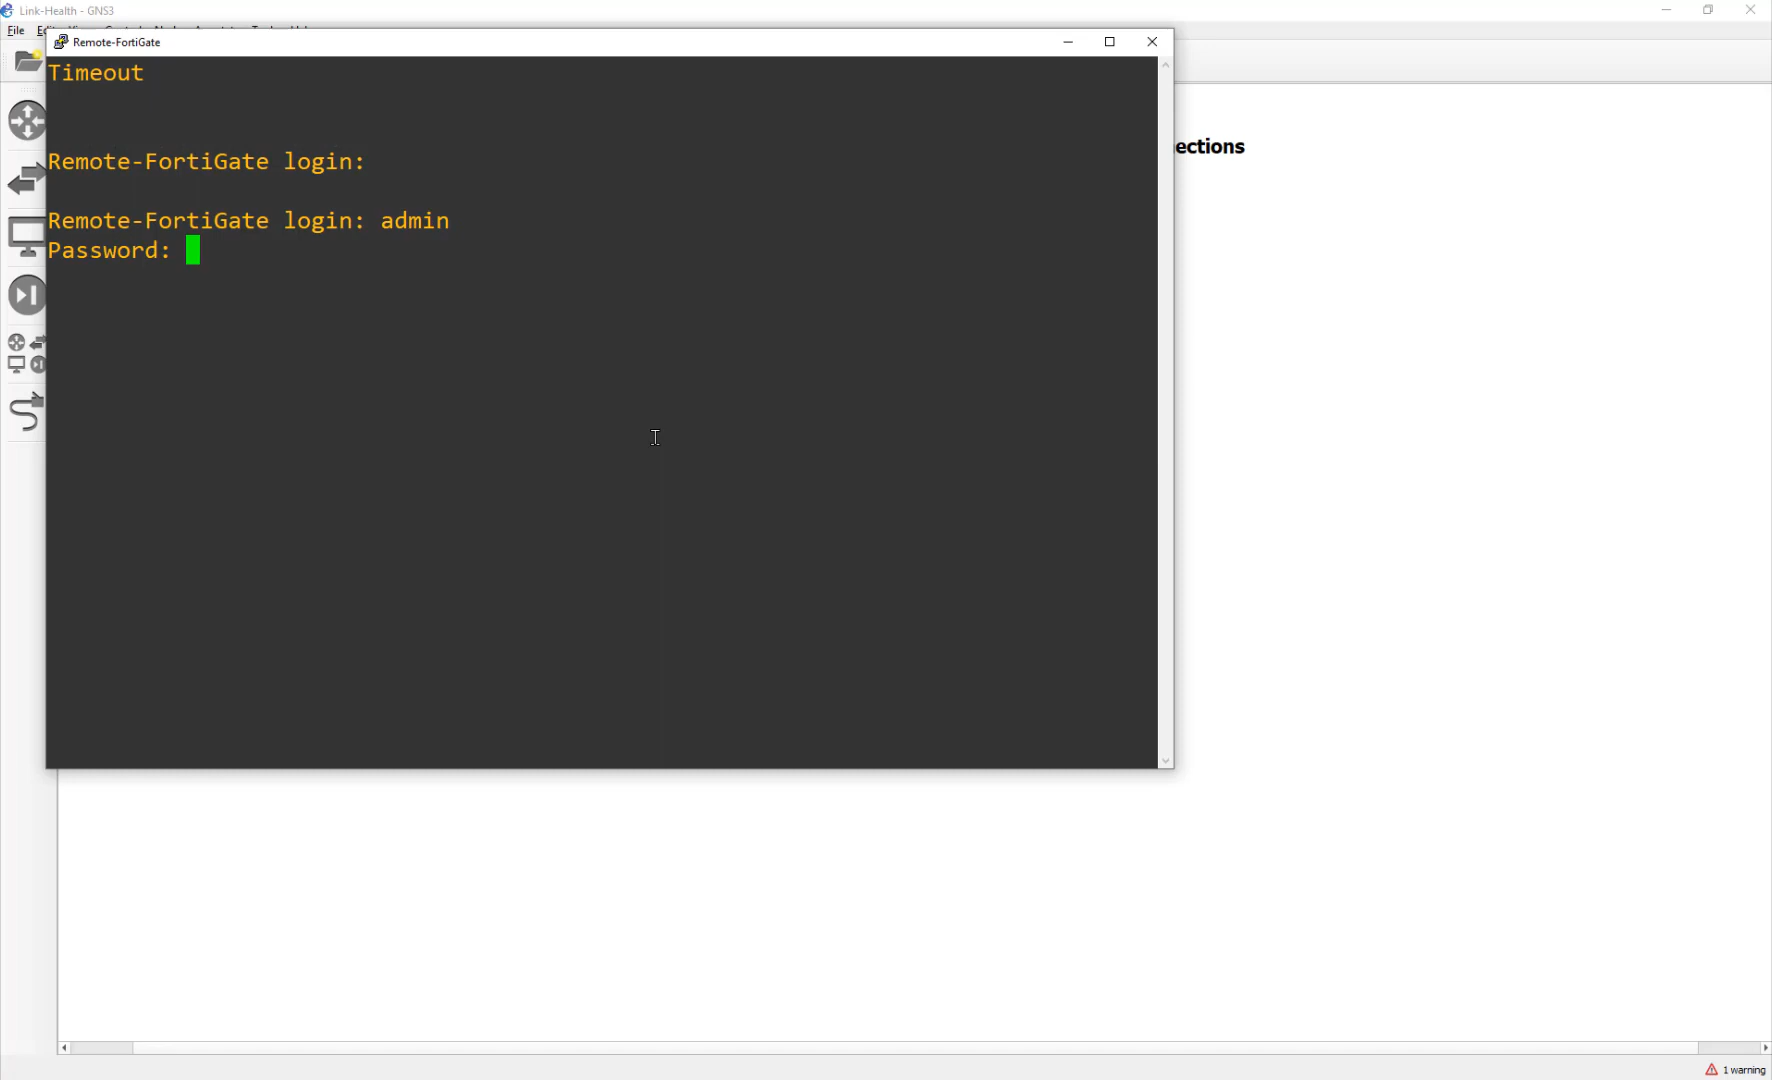 Link-Health - GNS3
File
Remote-FortiGate
Timeout
ections
Remote-FortiGate login:
Remote-FortiGate login: admin
Password:
1 warning